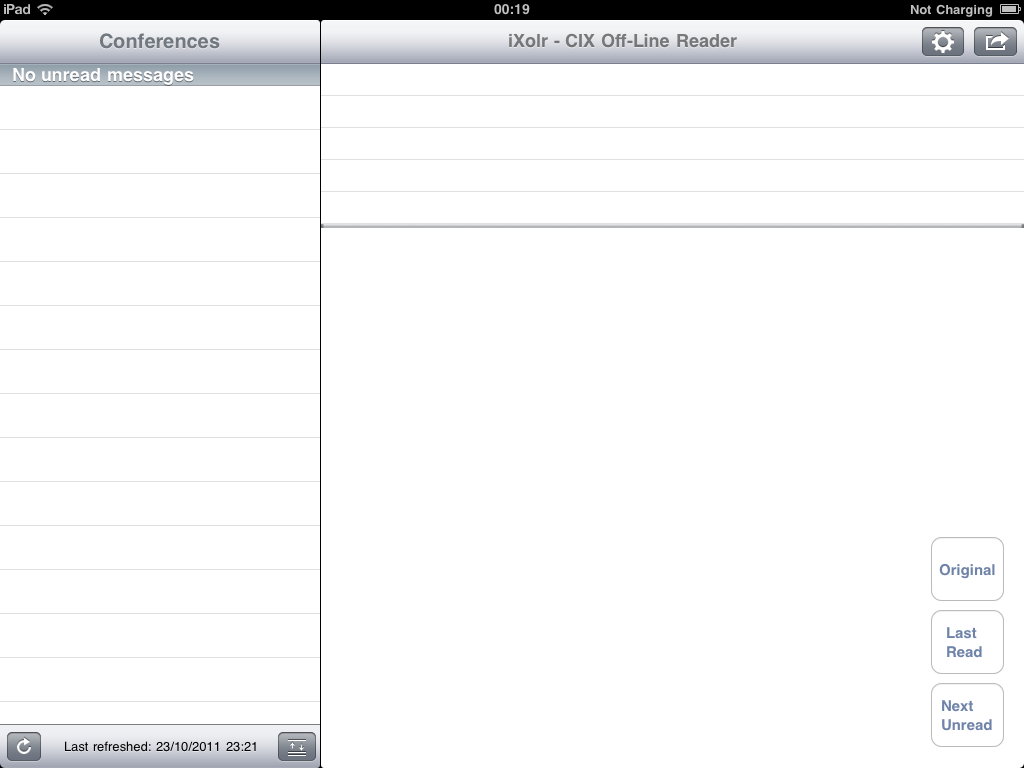 iPad
00:19
Not Charging
Conferences
iXolr - CIX Off-Line Reader
No unread messages
Original
Last
Read
Next
Unread
Last refreshed: 23/10/2011 23:21